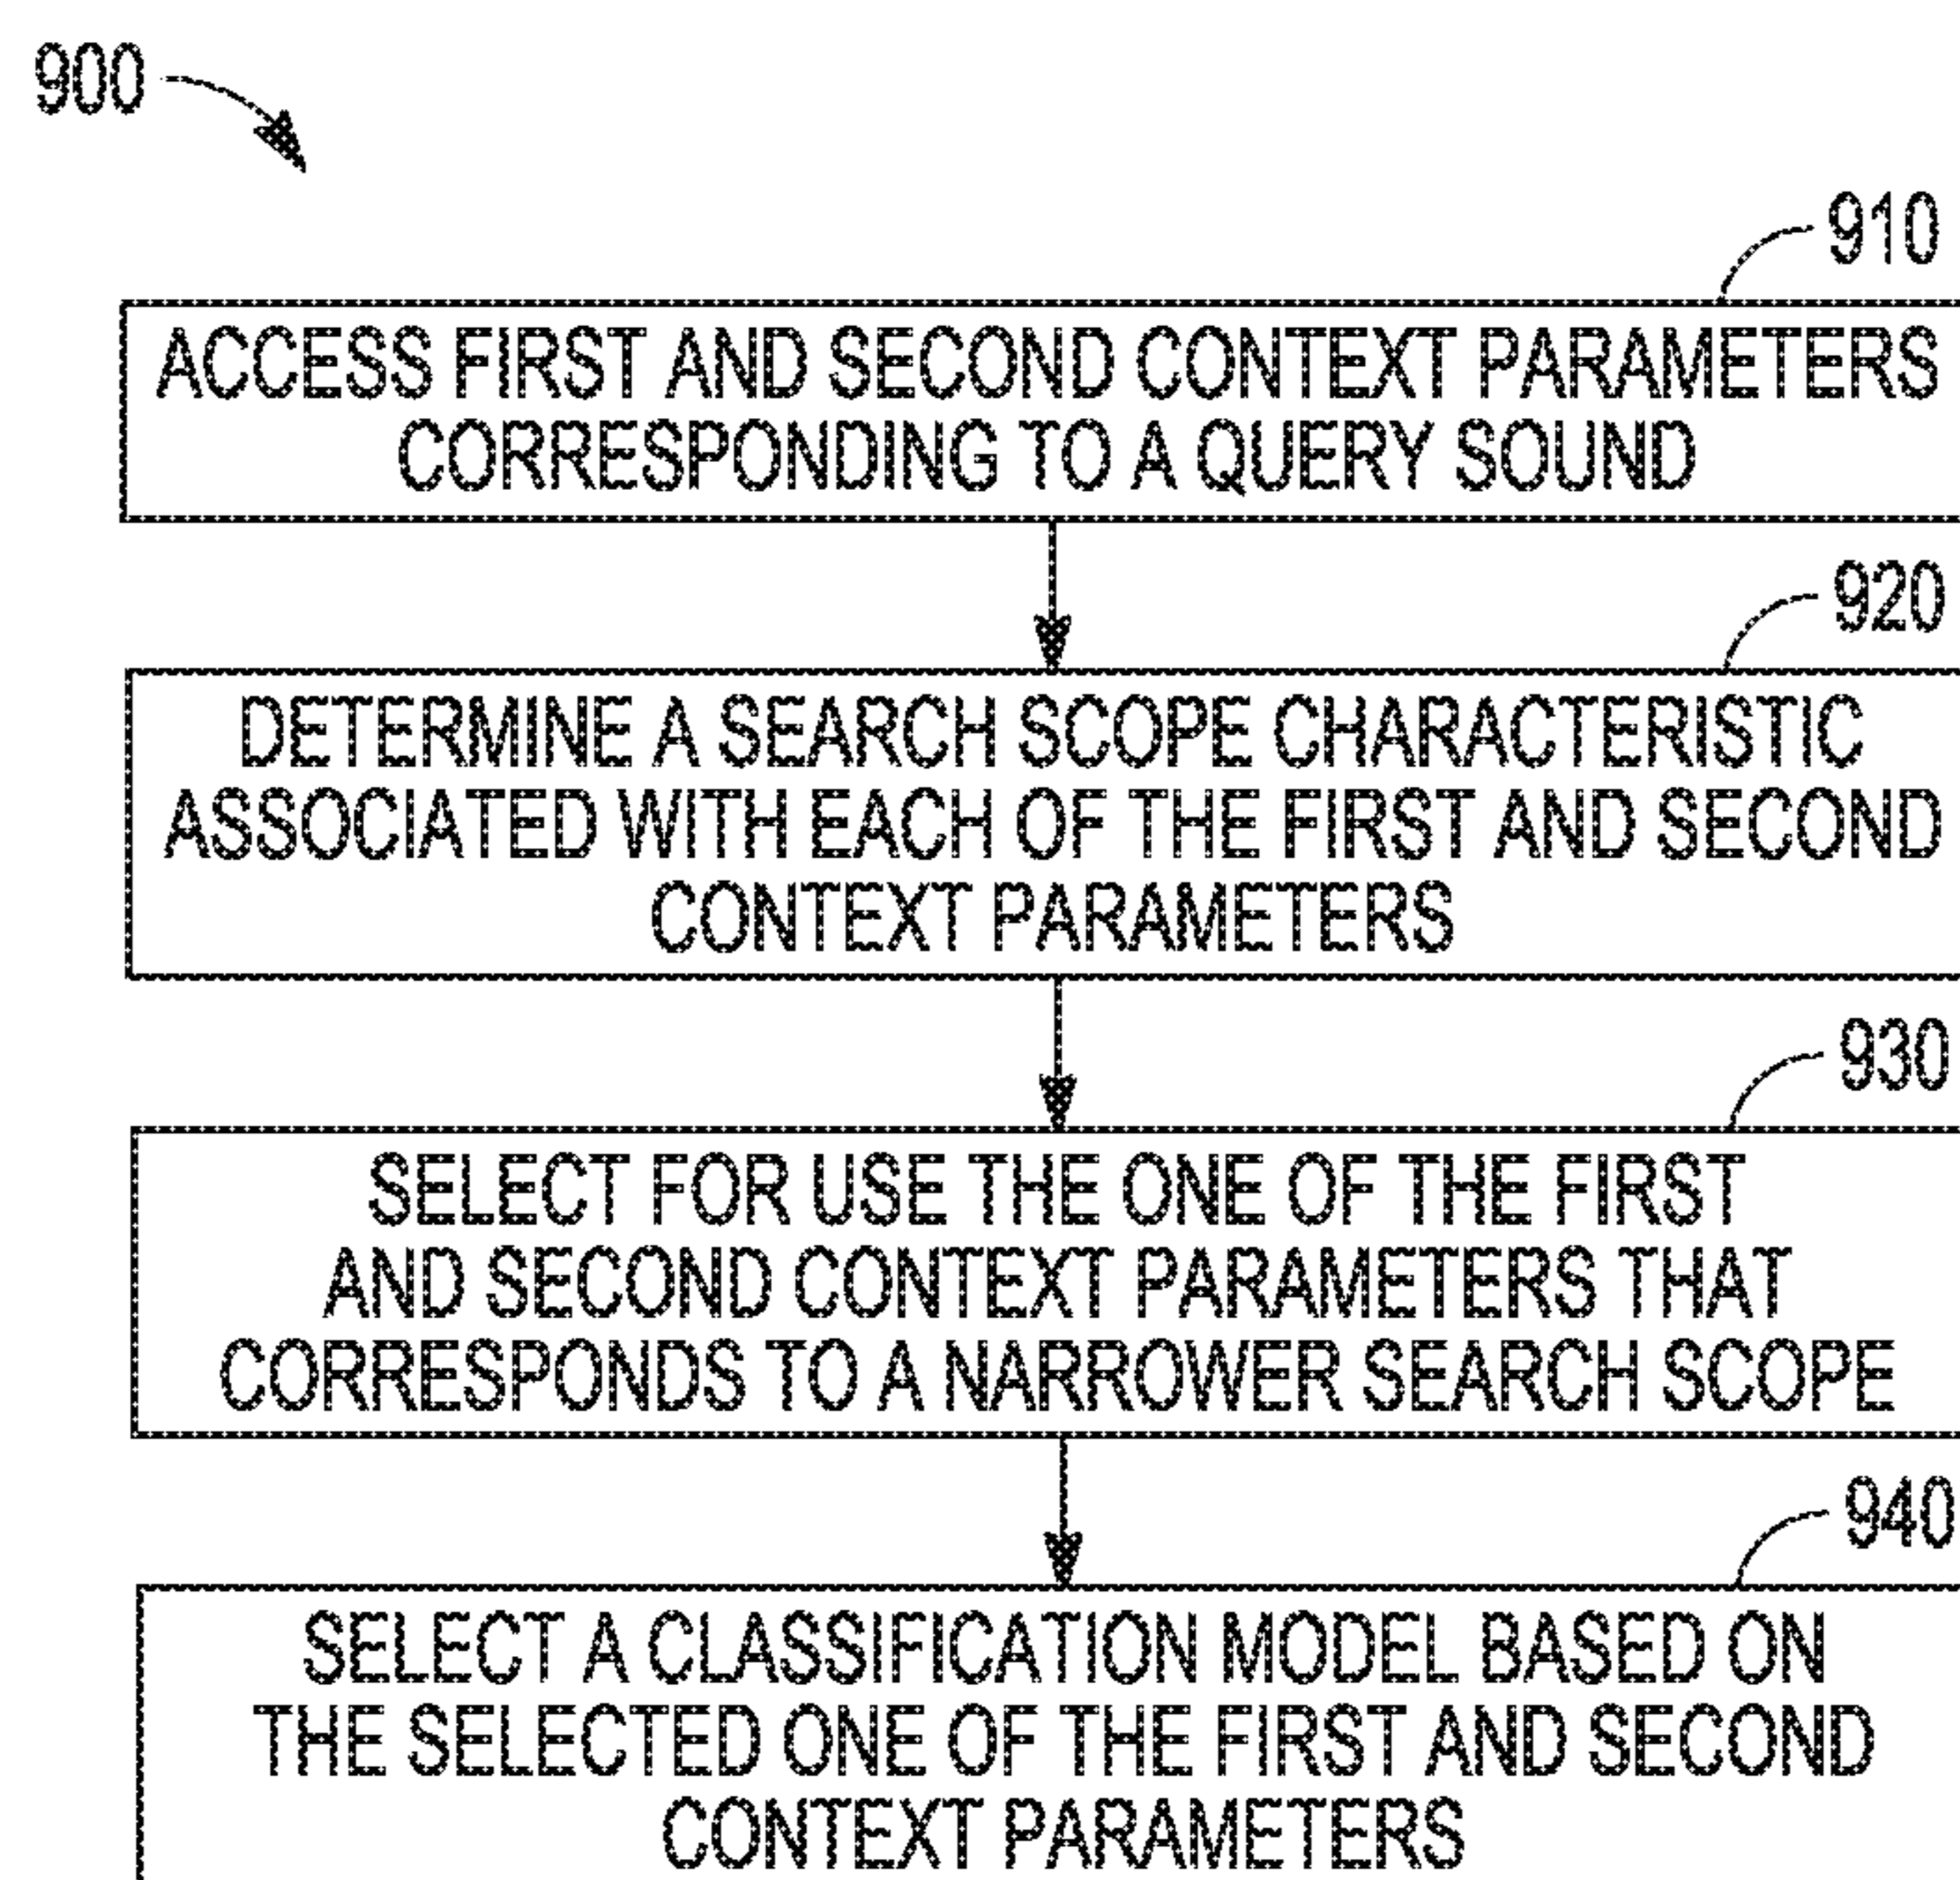 900
910
ACCESS FIRST AND SECOND CONTEXT PARAMETERS
CORRESPONDING TO A QUERY SOUND
920
DETERMINE A SEARCH SCOPE CHARACTERISTIC
ASSOCIATED WITH EACH OF THE FIRST AND SECOND
CONTEXT PARAMETERS
930
SELECT FOR USE THE ONE OF THE FIRST
AND SECOND CONTEXT PARAMETERS THAT
CORRESPONDS TO A NARROWER SEARCH SCOPE
940
SELECT A CLASSIFICATION MODEL BASED ON
THE SELECTED ONE OF THE FIRST AND SECOND
CONTEXT PARAMETERS